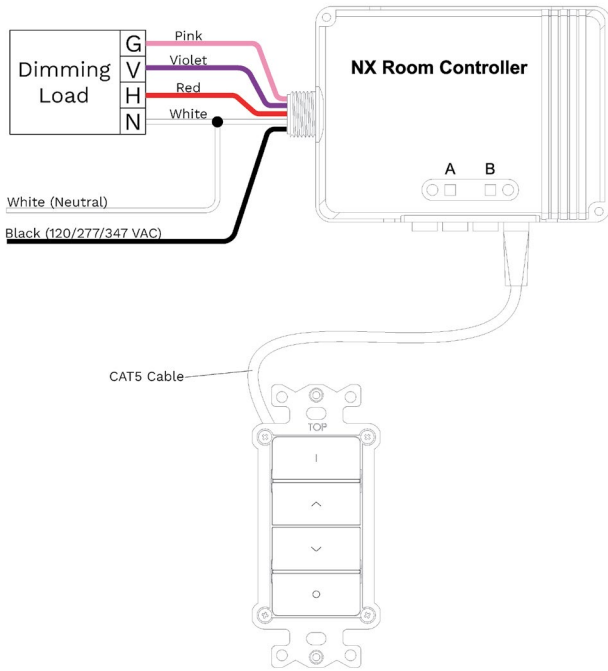 Dimming
Load
G
V
H
N
Pink
Violet
Red
White
White (Neutral)
Black (120/277/347 VAC)
NX Room Controller
A B
CAT5 Cable
TOP
I
O